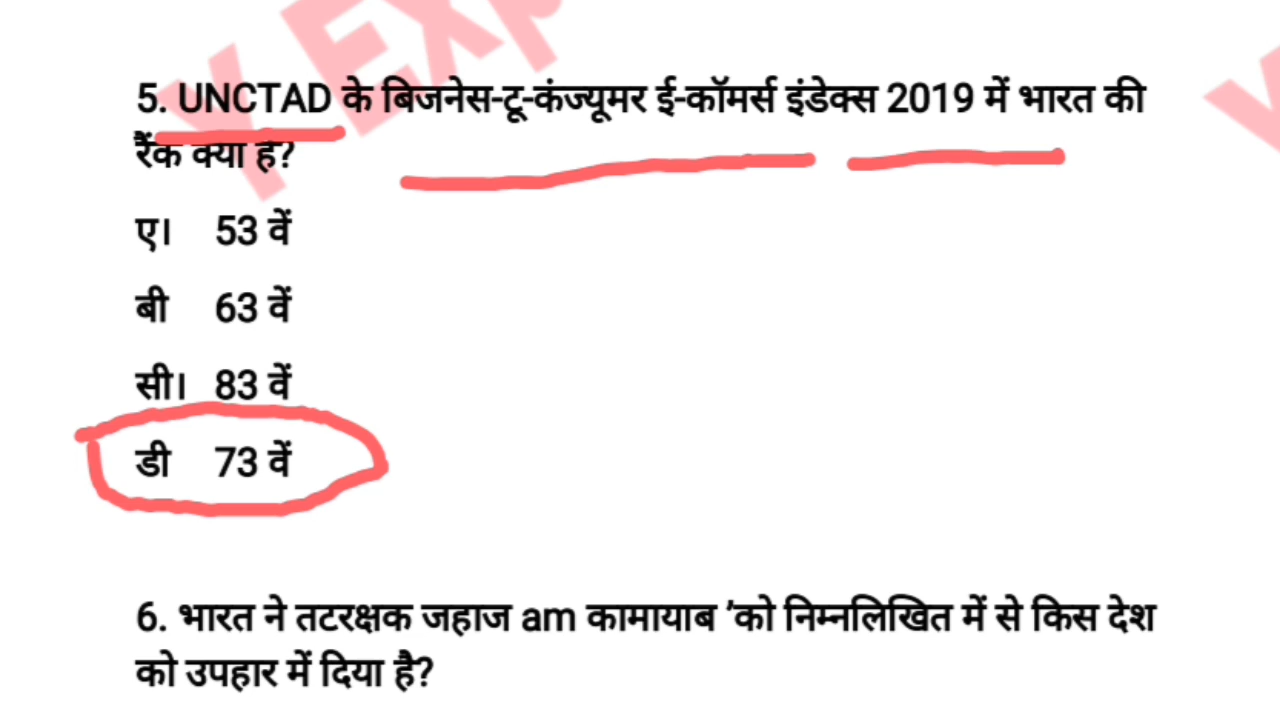 5. UNCTAD के बिजनेस-टू-कंज्यूमर ई-कॉमर्स इंडेक्स 2019 में भारत की
रैंक क्या है?
ए। 53 वें
बी 63 वें
सी। 83 वें
डी 73 वें
6. भारत ने तटरक्षक जहाज am कामायाब ’को निम्नलिखित में से किस देश
को उपहार में दिया है?